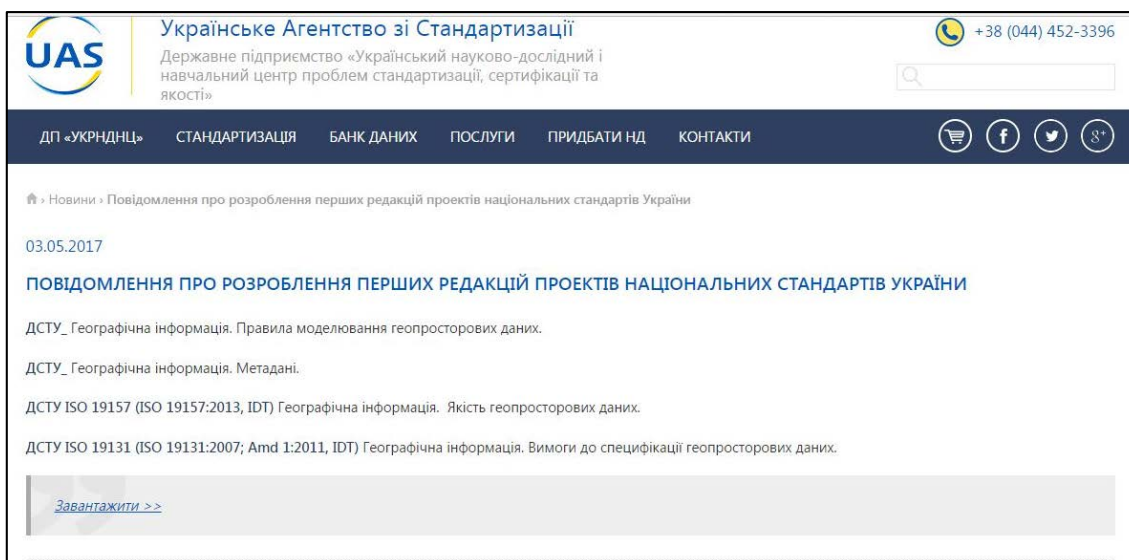 UAS
Українське Агентство зі Стандартизації
Державне підприємство «Український науково-дослідний і
навчальний центр проблем стандартизації, сертифікації та
якості»
+38 (044) 452-3396
ДП «УКРНДНЦ» СТАНДАРТИЗАЦІЯ БАНК ДАНИХ ПОСЛУГИ ПРИДБАТИ НД КОНТАКТИ
› Новини › Повідомлення про розроблення перших редакцій проектів національних стандартів України
03.05.2017
ПОВІДОМЛЕННЯ ПРО РОЗРОБЛЕННЯ ПЕРШИХ РЕДАКЦІЙ ПРОЕКТІВ НАЦІОНАЛЬНИХ СТАНДАРТІВ УКРАЇНИ
ДСТУ_ Географічна інформація. Правила моделювання геопросторових даних.
ДСТУ_ Географічна інформація. Метадані.
ДСТУ ISO 19157 (ISO 19157:2013, IDT) Географічна інформація. Якість геопросторових даних.
ДСТУ ISO 19131 (ISO 19131:2007; Amd 1:2011, IDT) Географічна інформація. Вимоги до специфікації геопросторових даних.
Завантажити >>